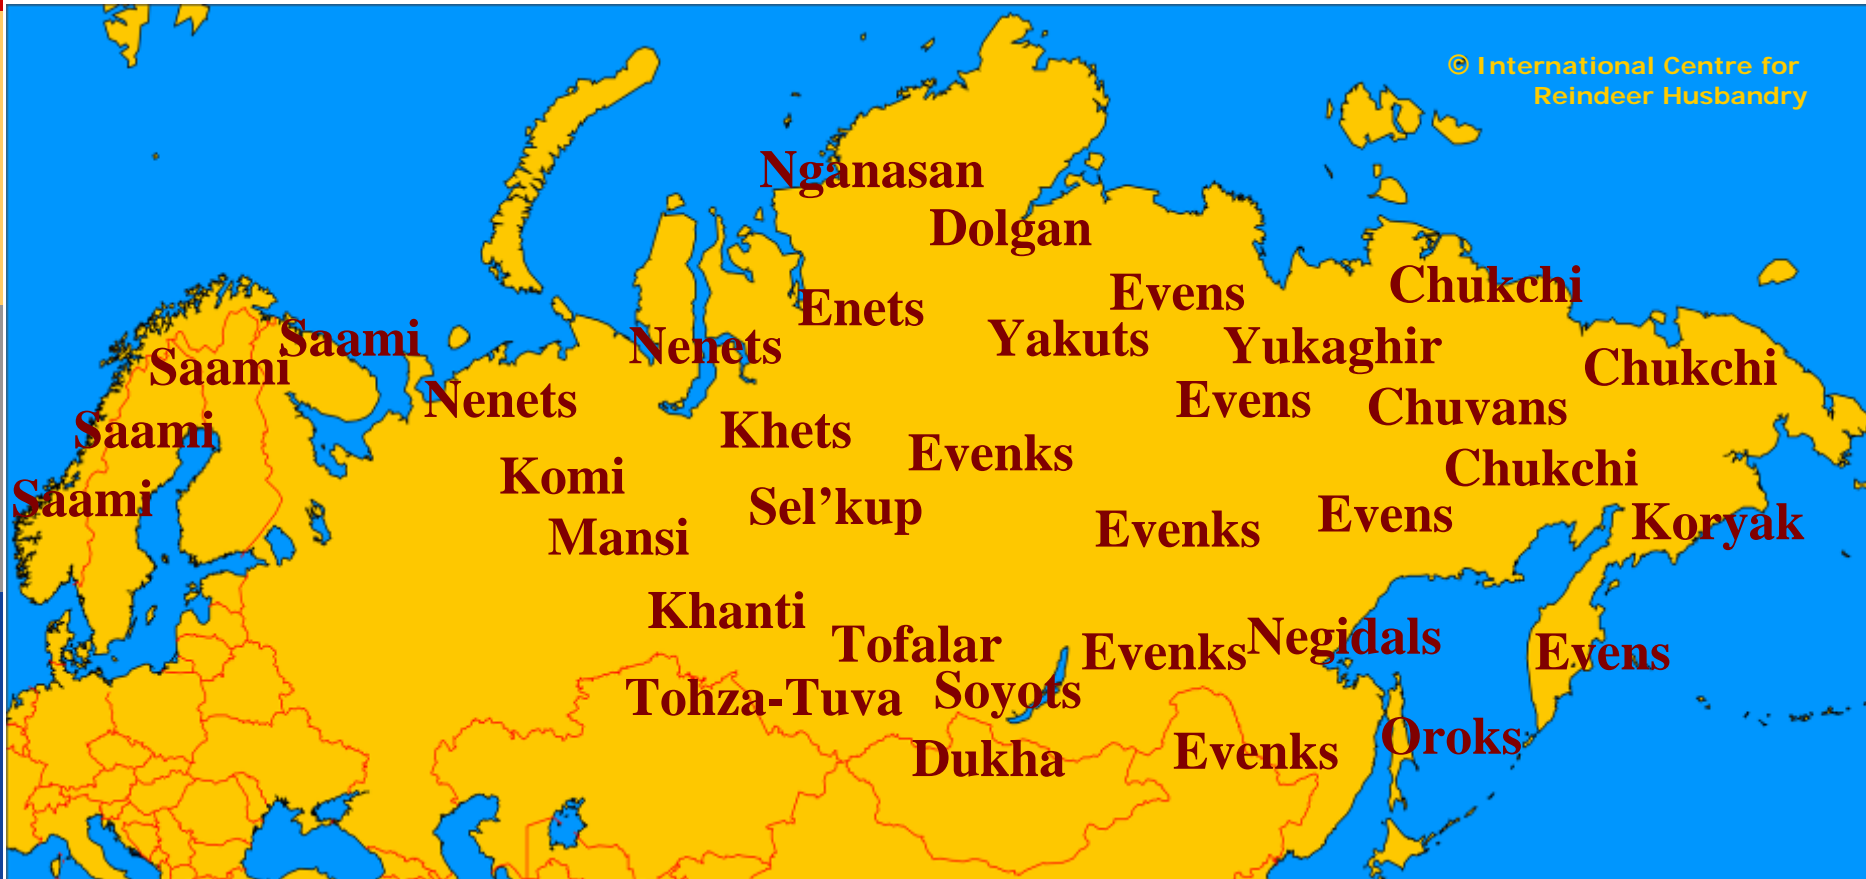 © International Centre for
Reindeer Husbandry
Nganasan
Dolgan
Chukchi
Evens
Enets
Saami
Yakuts
Nenets
Yukaghir
Saami
Chukchi
Nenets
Evens
Chuvans
Saami
Khets
Evenks
Chukchi
Komi
Saami
Sel’kup
Evens
Koryak
Evenks
Mansi
Khanti
Negidals
Tofalar
Evenks
Evens
Soyots
Tohza-Tuva
Oroks
Evenks
Dukha